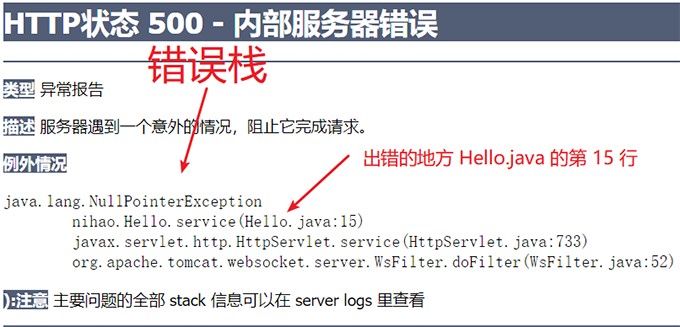 HTTP状态 500 - 内部服务器错误
错误栈
类型 异常报告
描述 服务器遇到一个意外的情况，阻止它完成请求。
例外情况
出错的地方 Hello.java 的第 15 行
java.lang.NullPointerException
nihao.Hello.service(Hello.java:15)
javax.servlet.http.HttpServlet.service(HttpServlet.java:733)
org.apache.tomcat.websocket.server.WsFilter.doFilter(WsFilter.java:52)
):注意 主要问题的全部 stack 信息可以在 server logs 里查看